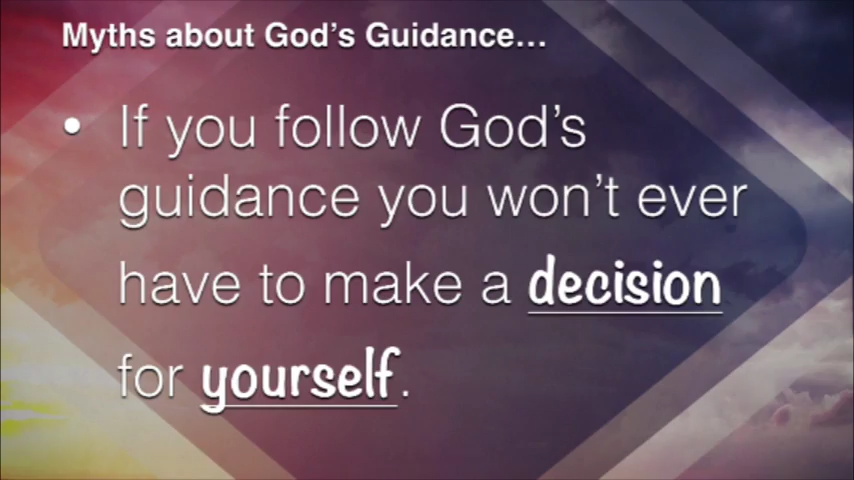 Myths about God's Guidance...
• If you follow God's
guidance you won't ever
have to make a decision
for yourself.